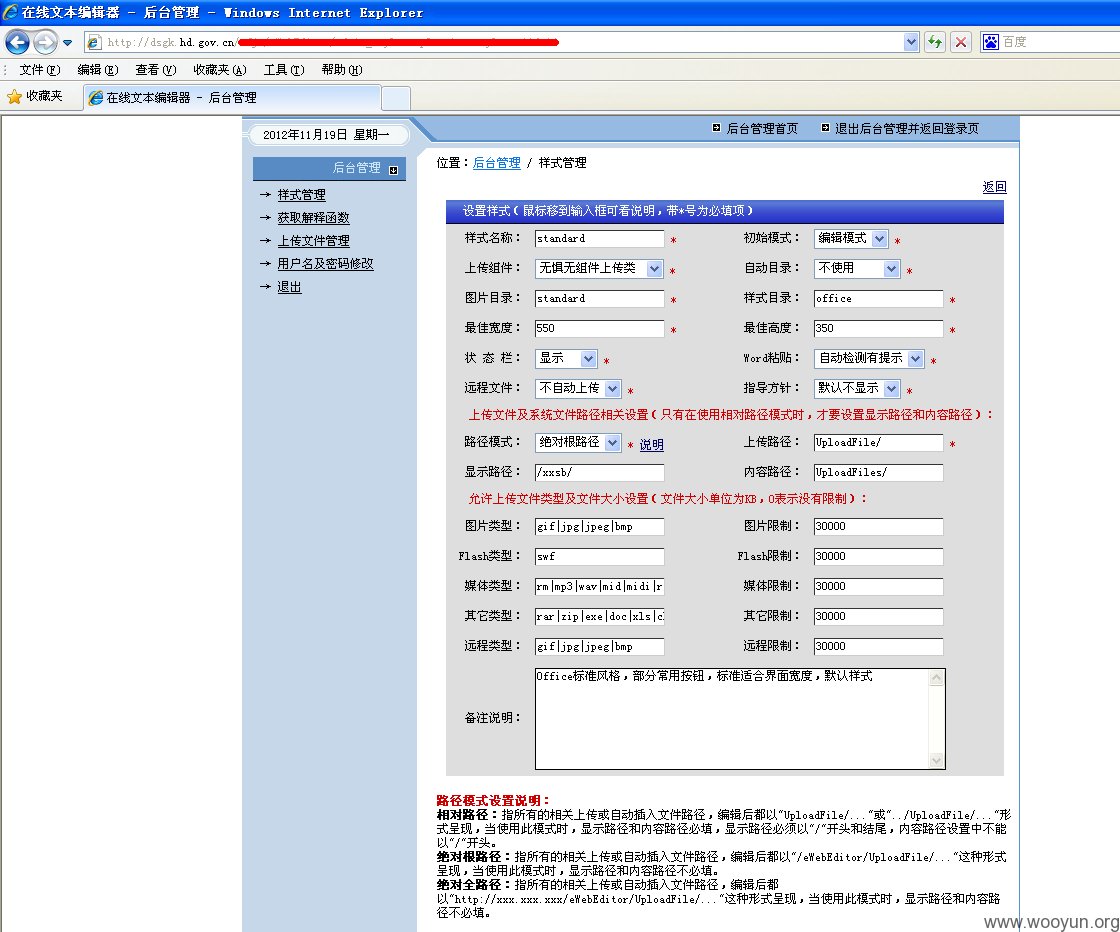 在线文本编辑器 - 后台管理 - Windows Internet Explorer
http://dsgk.hd.gov.cn/
百度
文件(F) 编辑(E) 查看(V) 收藏夹(A) 工具(T) 帮助(H)
收藏夹 在线文本编辑器 - 后台管理
2012年11月19日 星期一 后台管理首页 退出后台管理并返回登录页
后台管理
样式管理
获取解释函数
上传文件管理
用户名及密码修改
退出
位置:后台管理 / 样式管理
返回
设置样式(鼠标移到输入框可看说明,带*号为必填项)
样式名称: standard * 初始模式: 编辑模式 *
上传组件: 无惧无组件上传类 * 自动目录: 不使用 *
图片目录: standard * 样式目录: office *
最佳宽度: 550 * 最佳高度: 350 *
状 态 栏: 显示 * Word粘贴: 自动检测有提示 *
远程文件: 不自动上传 * 指导方针: 默认不显示 *
上传文件及系统文件路径相关设置(只有在使用相对路径模式时,才要设置显示路径和内容路径):
路径模式: 绝对根路径 * 说明 上传路径: UploadFile/ *
显示路径: /xxsb/ 内容路径: UploadFiles/
允许上传文件类型及文件大小设置(文件大小单位为KB,0表示没有限制):
图片类型: gif|jpg|jpeg|bmp 图片限制: 30000
Flash类型: swf Flash限制: 30000
媒体类型: rm|mp3|wav|mid|midi|r 媒体限制: 30000
其它类型: rar|zip|exe|doc|xls|c 其它限制: 30000
远程类型: gif|jpg|jpeg|bmp 远程限制: 30000
备注说明: Office标准风格,部分常用按钮,标准适合界面宽度,默认样式
路径模式设置说明:
相对路径:指所有的相关上传或自动插入文件路径,编辑后都以"UploadFile/..."或"../UploadFile/..."形
式呈现,当使用此模式时,显示路径和内容路径必填,显示路径必须以"/"开头和结尾,内容路径设置中不能
以"/"开头。
绝对根路径:指所有的相关上传或自动插入文件路径,编辑后都以"/eWebEditor/UploadFile/..."这种形式
呈现,当使用此模式时,显示路径和内容路径不必填。
绝对全路径:指所有的相关上传或自动插入文件路径,编辑后都
以"http://xxx.xxx.xxx/eWebEditor/UploadFile/..."这种形式呈现,当使用此模式时,显示路径和内容路
径不必填。
www.wooyun.org